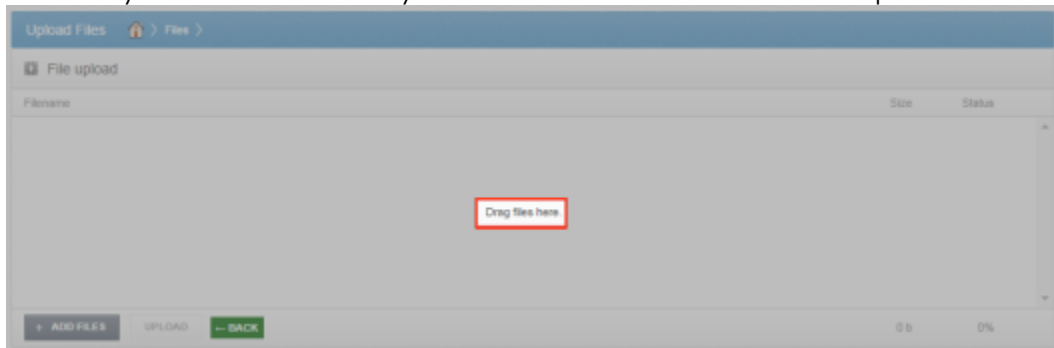 Upload Files > Files >
File upload
Filename Size Status
Drag files here.
+ ADD FILES UPLOAD ← BACK 0 b 0%